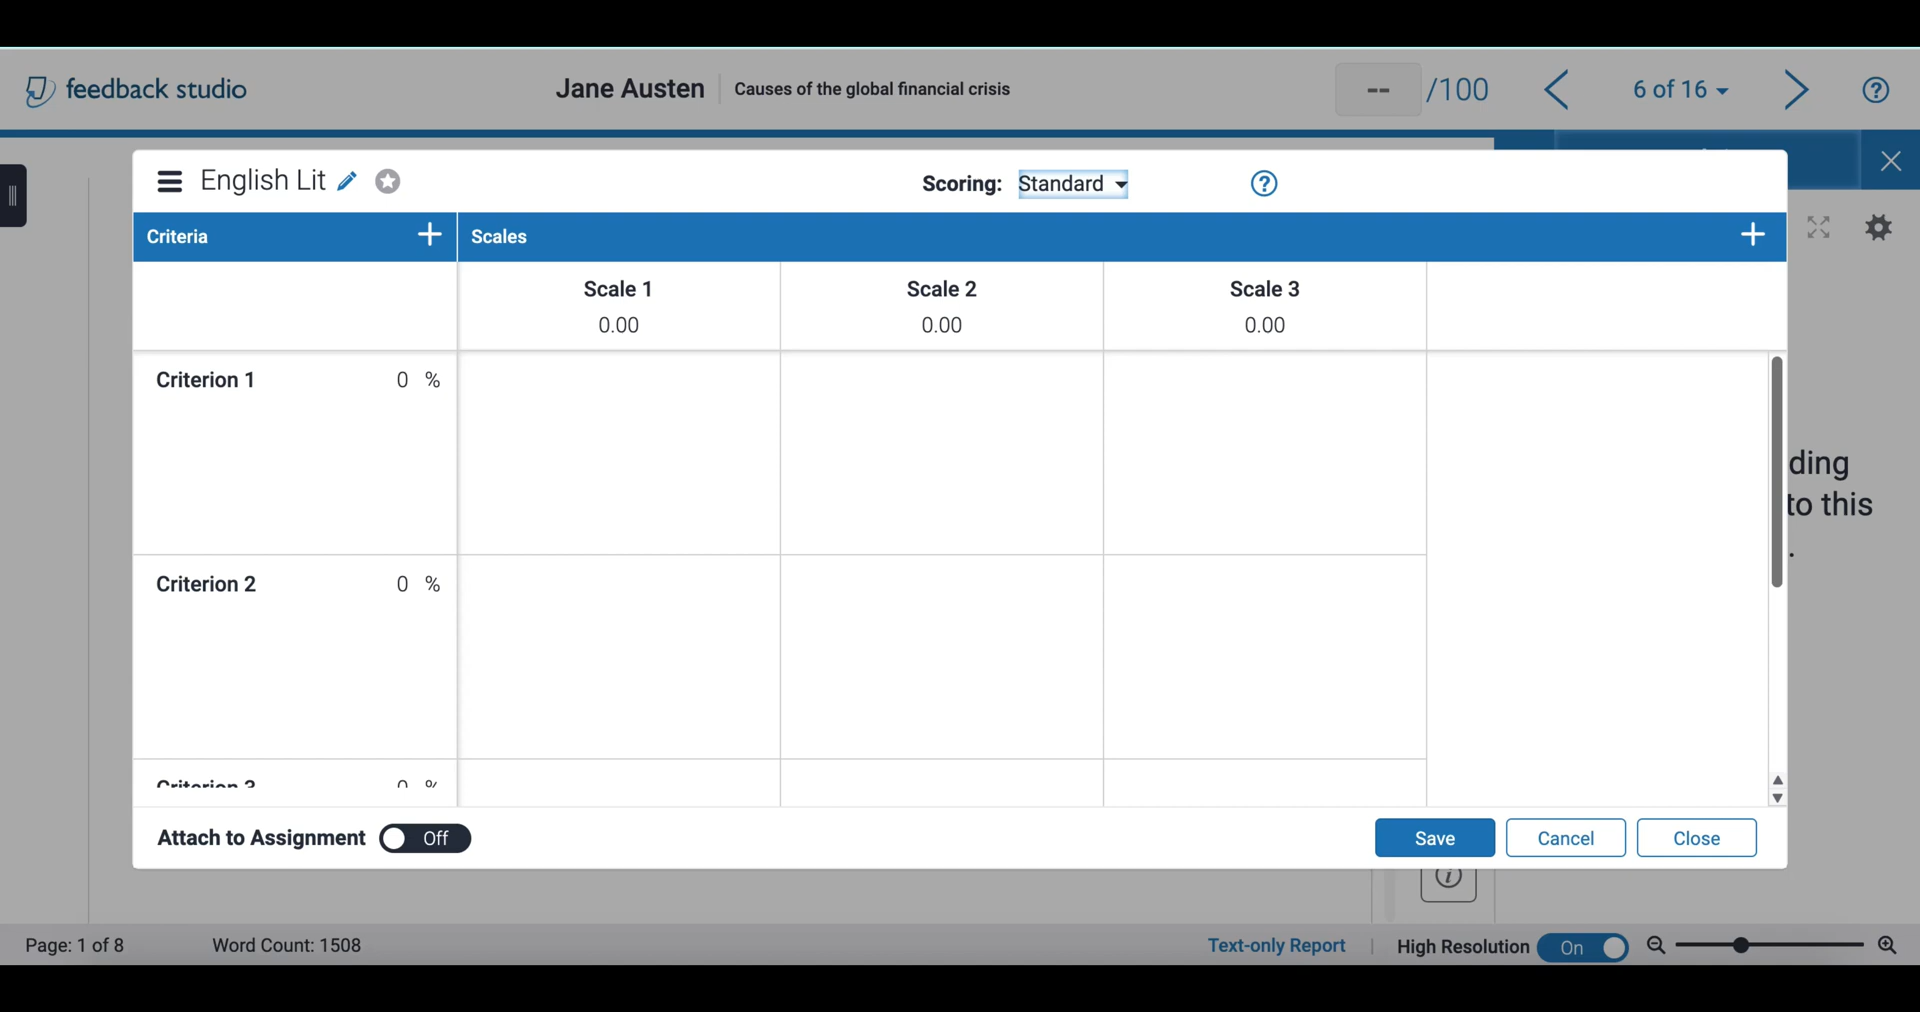 feedback studio
Jane Austen
Causes of the global financial crisis
-- /100
6 of 16
English Lit
Scoring: Standard
Criteria
Scales
Scale 1
Scale 2
Scale 3
0.00
0.00
0.00
Criterion 1 0 %
ding
to this
.
Criterion 2 0 %
Criterion 3 0 %
Attach to Assignment Off
Save
Cancel
Close
Page: 1 of 8
Word Count: 1508
Text-only Report
High Resolution On